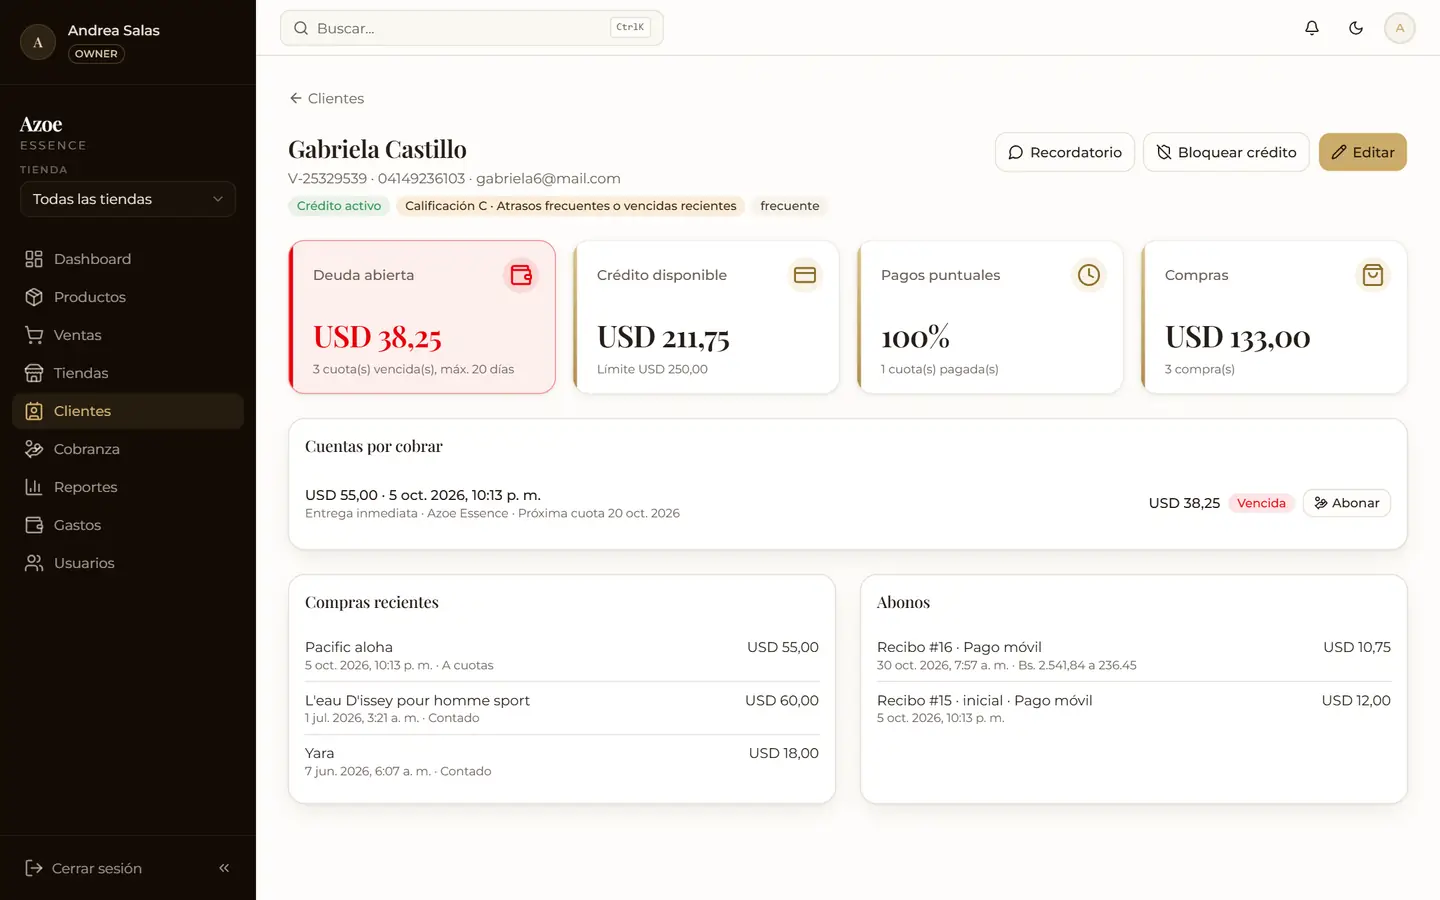 A
Andrea Salas
OWNER
Azoe
ESSENCE
TIENDA
Todas las tiendas
Dashboard
Productos
Ventas
Tiendas
Clientes
Cobranza
Reportes
Gastos
Usuarios
Cerrar sesión
Buscar...
Ctrl K
A
Clientes
Gabriela Castillo
V-25329539 · 04149236103 · gabriela6@mail.com
Crédito activo
Calificación C · Atrasos frecuentes o vencidas recientes
frecuente
Recordatorio
Bloquear crédito
Editar
Deuda abierta
USD 38,25
3 cuota(s) vencida(s), máx. 20 días
Crédito disponible
USD 211,75
Límite USD 250,00
Pagos puntuales
100%
1 cuota(s) pagada(s)
Compras
USD 133,00
3 compra(s)
Cuentas por cobrar
USD 55,00 · 5 oct. 2026, 10:13 p. m.
Entrega inmediata · Azoe Essence · Próxima cuota 20 oct. 2026
USD 38,25
Vencida
Abonar
Compras recientes
Pacific aloha
USD 55,00
5 oct. 2026, 10:13 p. m. · A cuotas
L'eau D'issey pour homme sport
USD 60,00
1 jul. 2026, 3:21 a. m. · Contado
Yara
USD 18,00
7 jun. 2026, 6:07 a. m. · Contado
Abonos
Recibo #16 · Pago móvil
USD 10,75
30 oct. 2026, 7:57 a. m. · Bs. 2.541,84 a 236.45
Recibo #15 · inicial · Pago móvil
USD 12,00
5 oct. 2026, 10:13 p. m.